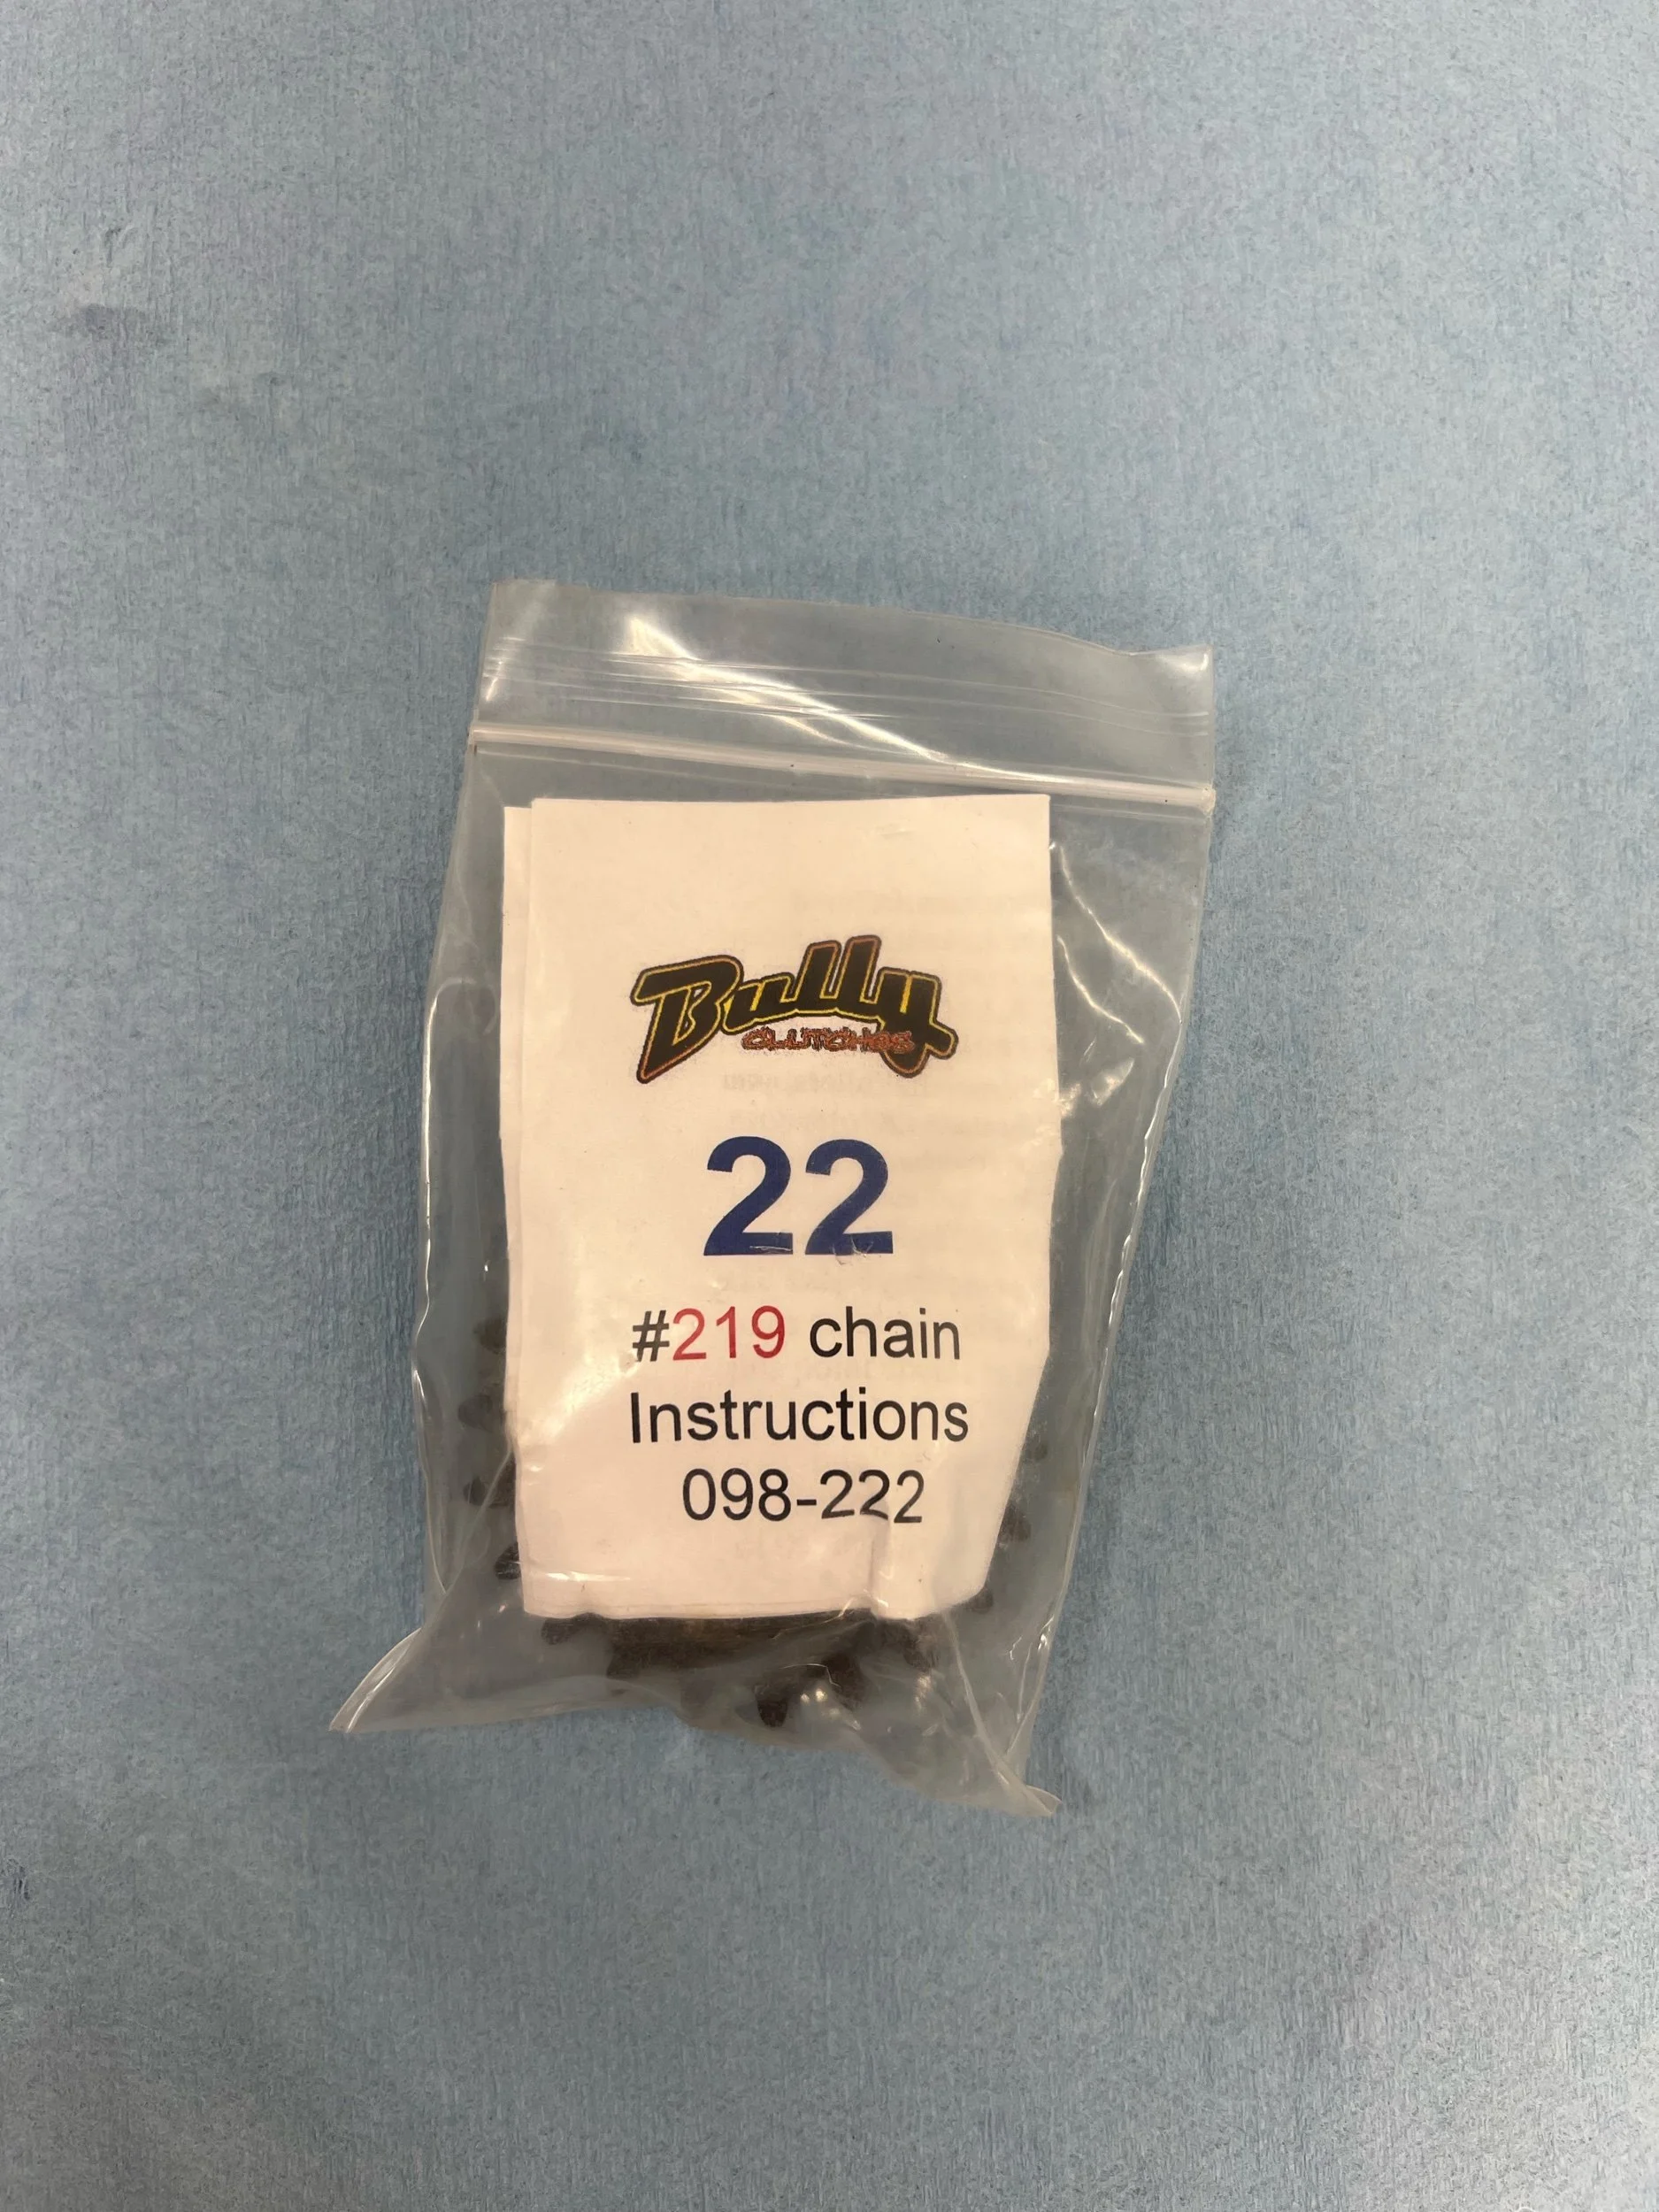 Bully
CLUTCHES
22
#219 chain
Instructions
098-222